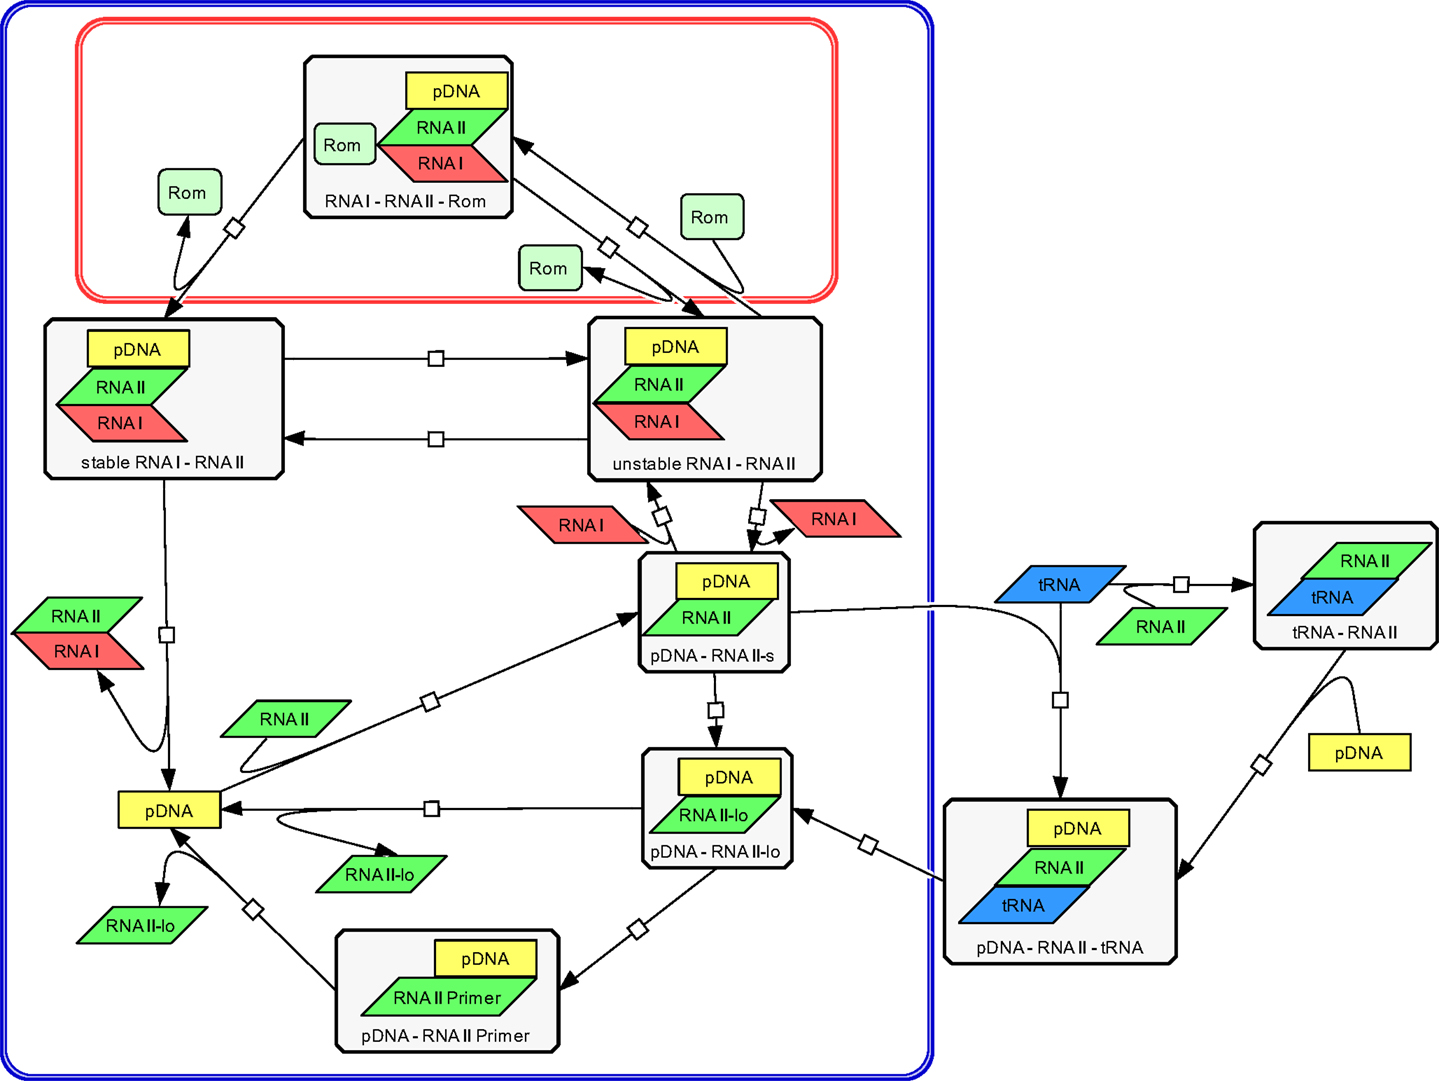 pDNA
RNA II
Rom
RNA I
RNA I - RNA II - Rom
Rom
Rom
Rom
pDNA
RNA II
RNA I
stable RNA I - RNA II
pDNA
RNA II
RNA I
unstable RNA I - RNA II
RNA I
RNA I
pDNA
RNA II
pDNA - RNA II-s
tRNA
RNA II
RNA II
tRNA
tRNA - RNA II
RNA II
RNA I
RNA II
pDNA
pDNA
RNA II-lo
pDNA - RNA II-lo
pDNA
RNA II-lo
RNA II-lo
pDNA
RNA II
tRNA
pDNA - RNA II - tRNA
pDNA
RNA II Primer
pDNA - RNA II Primer